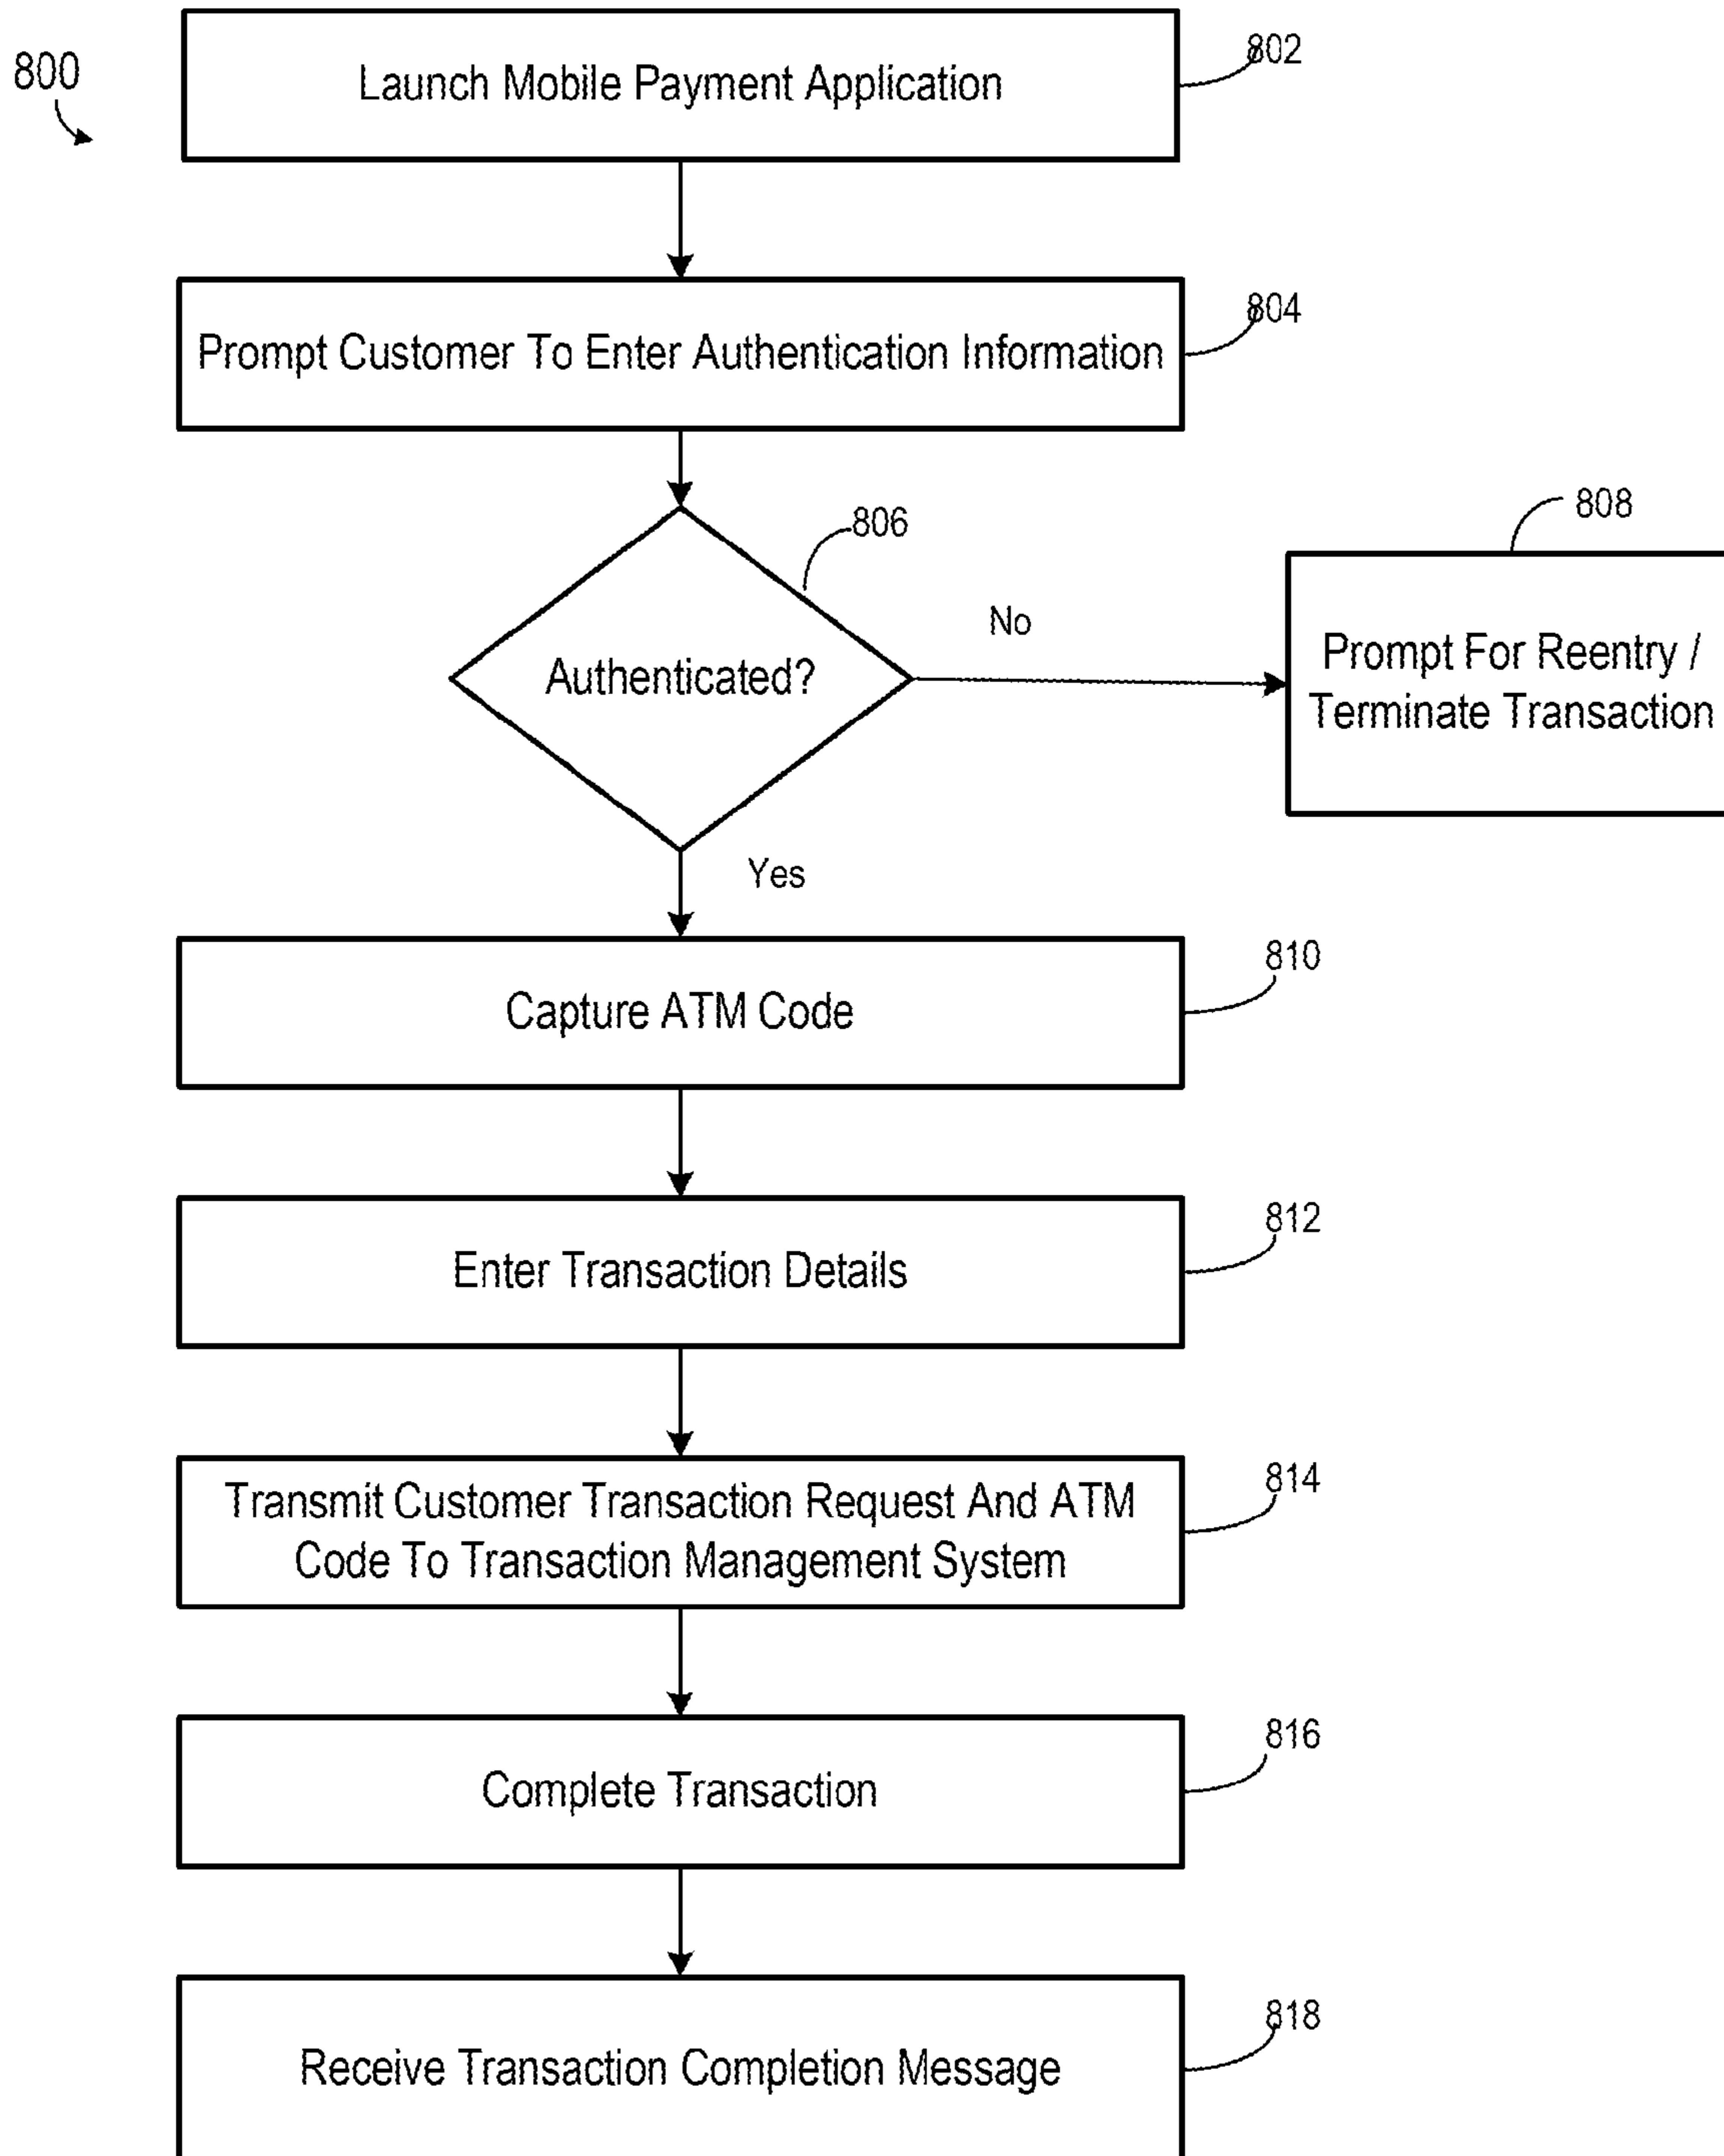 800
Launch Mobile Payment Application
802
Prompt Customer To Enter Authentication Information
804
Authenticated?
806
No
808
Prompt For Reentry /
Terminate Transaction
Yes
Capture ATM Code
810
Enter Transaction Details
812
Transmit Customer Transaction Request And ATM
Code To Transaction Management System
814
Complete Transaction
816
Receive Transaction Completion Message
818